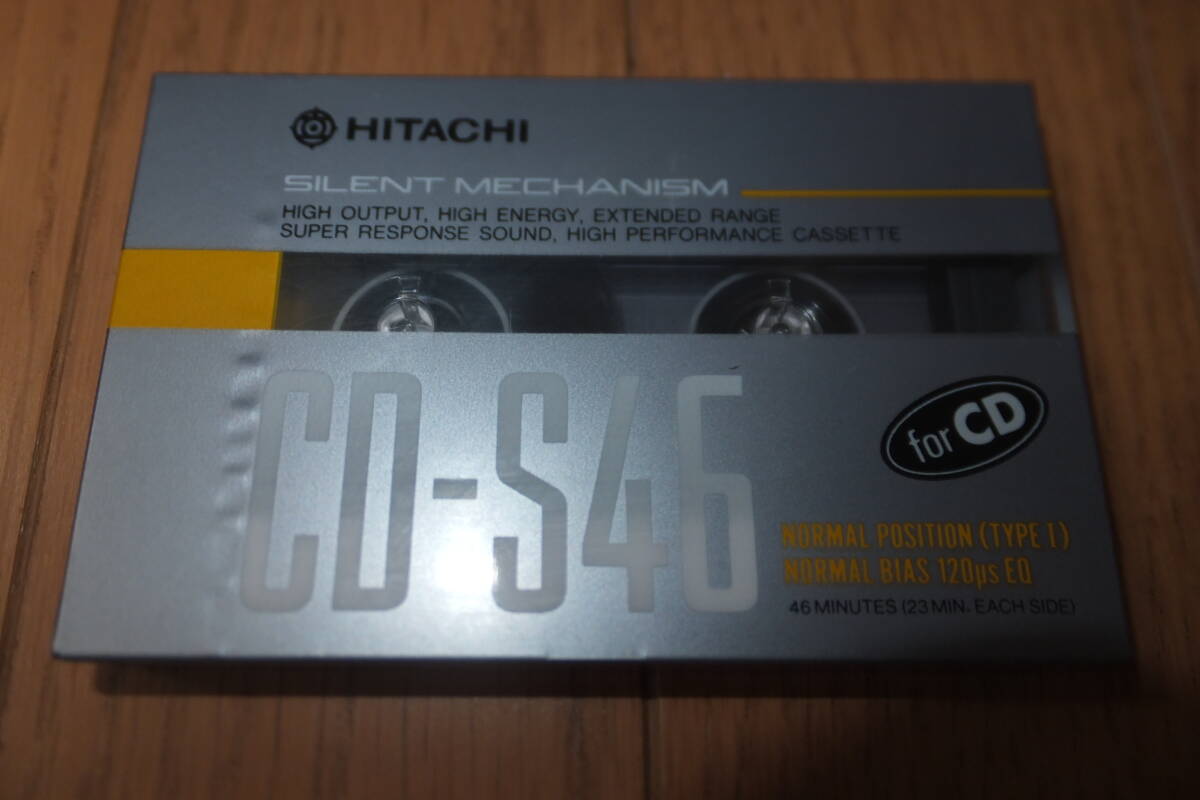 HITACHI
SILENT MECHANISM
HIGH OUTPUT, HIGH ENERGY, EXTENDED RANGE
SUPER RESPONSE SOUND, HIGH PERFORMANCE CASSETTE
CD-S46
for CD
NORMAL POSITION (TYPE I)
NORMAL BIAS 120μs EQ
46 MINUTES (23 MIN. EACH SIDE)